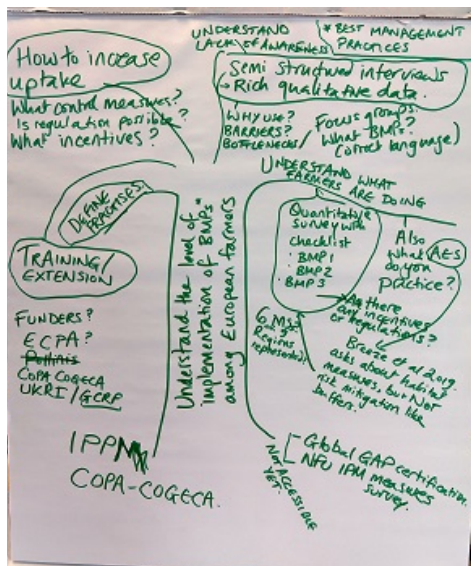 UNDERSTAND
LACK OF AWARENESS
* BEST MANAGEMENT
PRACTICES
How to increase
uptake
What control measures?
Is regulation possible?
What incentives?
Semi structured interviews
→ Rich qualitative data.
WHY USE?
BARRIERS?
BOTTLENECKS/
Focus groups:
What BMPs?
(correct language)
UNDERSTAND WHAT
FARMERS ARE DOING
DEFINE
PRACTISES.
TRAINING/
EXTENSION
FUNDERS?
ECPA?
Pollinis
COPA COGECA
UKRI/GCRP
IPPN
COPA-COGECA.
Understand the level of
implementation of BMPs*
among European farmers
Quantitative
survey with
checklist
· BMP1
· BMP2
· BMP3
Also
What do you
practice?
AES
→ Are there
any incentives
or regulations?
6 MS?
Regions
represented?
Breeze et al 2019.
asks about habitat
measures, but NOT
risk mitigation like
buffers.
- Global GAP certification.
- NFU IPM measures
survey.
NOT ACCESSIBLE
YET.